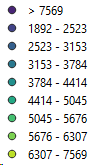 > 7569
1892 - 2523
2523 - 3153
3153 - 3784
3784 - 4414
4414 - 5045
5045 - 5676
5676 - 6307
6307 - 7569